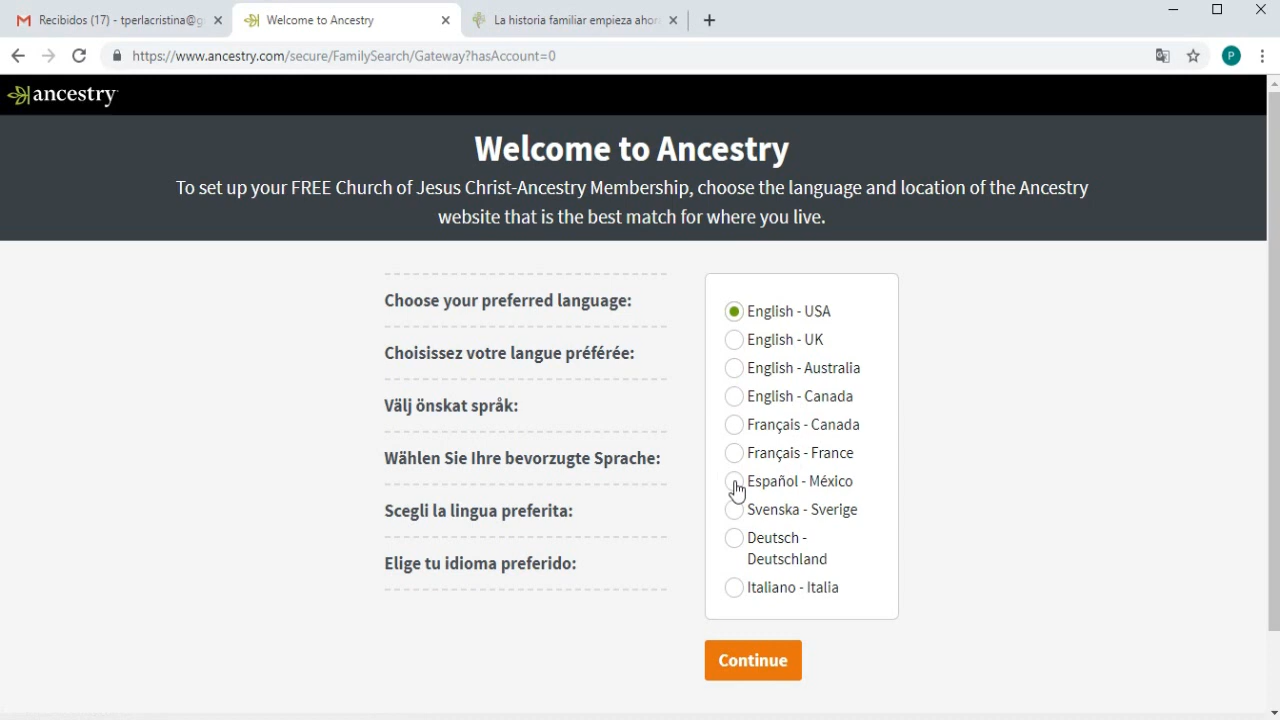 Recibidos (17) - tperlacristina@g
Welcome to Ancestry
La historia familiar empieza ahor
https://www.ancestry.com/secure/FamilySearch/Gateway?hasAccount=0
P
ancestry
Welcome to Ancestry
To set up your FREE Church of Jesus Christ-Ancestry Membership, choose the language and location of the Ancestry
website that is the best match for where you live.
Choose your preferred language:
Choisissez votre langue préférée:
Välj önskat språk:
Wählen Sie Ihre bevorzugte Sprache:
Scegli la lingua preferita:
Elige tu idioma preferido:
English - USA
English - UK
English - Australia
English - Canada
Français - Canada
Français - France
Español - México
Svenska - Sverige
Deutsch -
Deutschland
Italiano - Italia
Continue